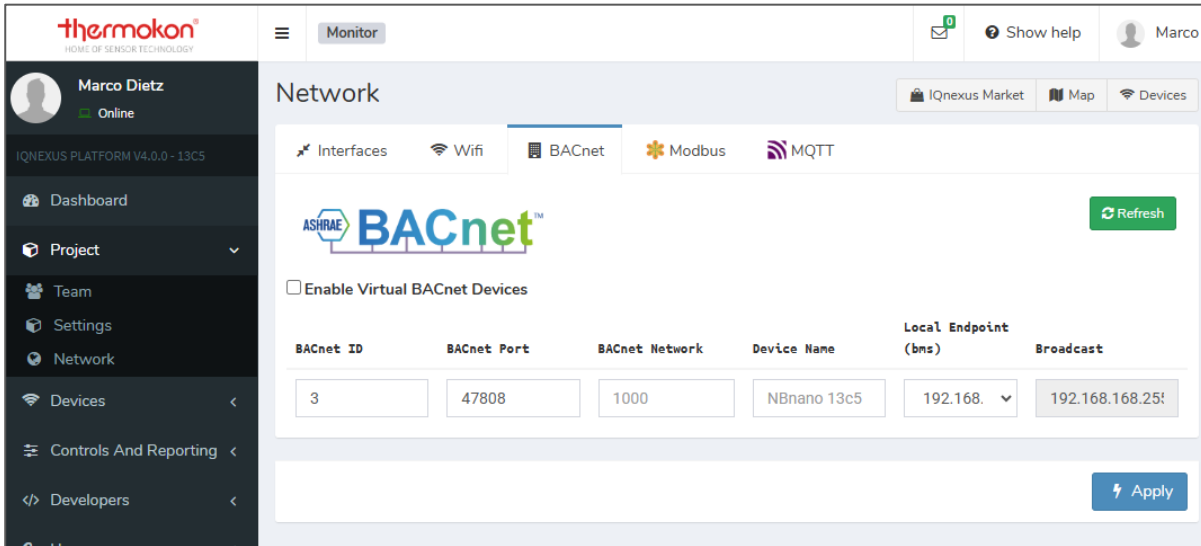 thermokon®
HOME OF SENSOR TECHNOLOGY
Monitor
0
Show help
Marco
Marco Dietz
Online
IQNEXUS PLATFORM V4.0.0 - 13C5
Dashboard
Project
Team
Settings
Network
Devices
Controls And Reporting
</> Developers
Network
IQnexus Market
Map
Devices
Interfaces
Wifi
BACnet
Modbus
MQTT
ASHRAE BACnet™
Refresh
Enable Virtual BACnet Devices
BACnet ID
BACnet Port
BACnet Network
Device Name
Local Endpoint
(bms)
Broadcast
3
47808
1000
NBnano 13c5
192.168.
192.168.168.25
Apply